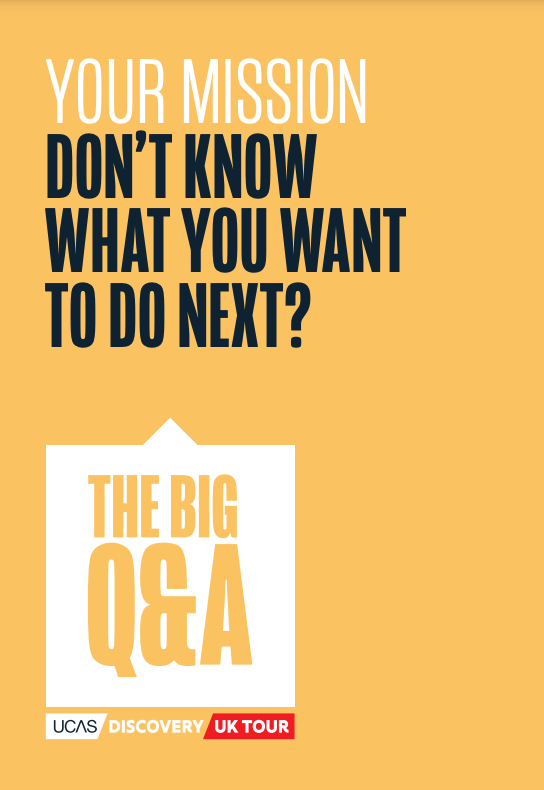 YOUR MISSION
DON'T KNOW
WHAT YOU WANT
TO DO NEXT?
THE BIG
Q&A
UCAS DISCOVERY UK TOUR